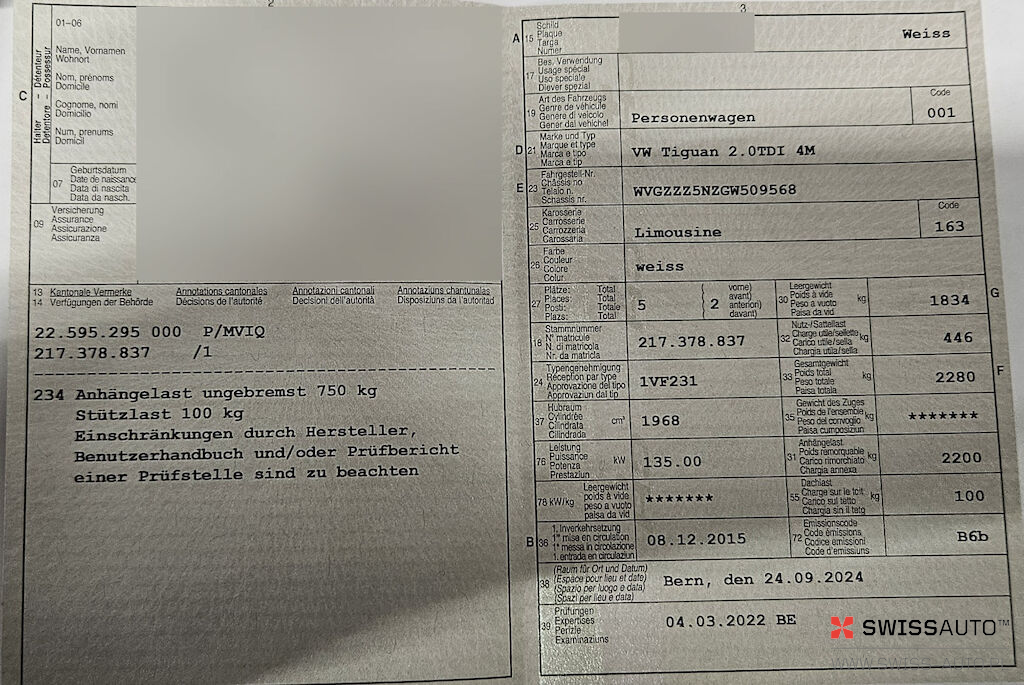 2
01-06
Name, Vornamen
Wohnort
Nom, prénoms
Domicile
Cognome, nomi
Domicilio
Num, prenums
Domicil
C
Halter - Détenteur
Detentore - Possessur
07
Geburtsdatum
Date de naissance
Data di nascita
Data da nasch.
09
Versicherung
Assurance
Assicurazione
Assicuranza
13 Kantonale Vermerke Annotations cantonales Annotazioni cantonali Annotaziuns chantunalas
14 Verfügungen der Behörde Décisions de l'autorité Decisioni dell'autorità Disposiziuns da l'autoritad
22.595.295 000 P/MVIQ
217.378.837 /1
234 Anhängelast ungebremst 750 kg
Stützlast 100 kg
Einschränkungen durch Hersteller,
Benutzerhandbuch und/oder Prüfbericht
einer Prüfstelle sind zu beachten
3
A 15
Schild
Plaque
Targa
Numer
Weiss
17
Bes. Verwendung
Usage spécial
Uso speciale
Diever spezial
19
Art des Fahrzeugs
Genre de véhicule
Genere di veicolo
Gener dal vehichel
Personenwagen
Code
001
D 21
Marke und Typ
Marque et type
Marca e tipo
Marca e tip
VW Tiguan 2.0TDI 4M
E 23
Fahrgestell-Nr.
Châssis no
Telaio n.
Schassis nr.
WVGZZZ5NZGW509568
25
Karosserie
Carrosserie
Carrozzeria
Carossaria
Limousine
Code
163
26
Farbe
Couleur
Colore
Colur
weiss
27
Plätze: Total
Places: Total
Posti: Totale
Plazs: Total
5
2
vorne)
avant)
anteriori)
davant)
30
Leergewicht
Poids à vide
Peso a vuoto
Paisa da vid
kg
1834
G
18
Stammnummer
N° matricule
N. di matricola
Nr. da matricla
217.378.837
32
Nutz-/Sattellast
Charge utile/sellette
Carico utile/sella
Chargia utila/sella
kg
446
24
Typengenehmigung
Réception par type
Approvazione del tipo
Approvaziun dal tip
1VF231
33
Gesamtgewicht
Poids total
Peso totale
Paisa totala
kg
2280
F
37
Hubraum
Cylindrée
Cilindrata
Cilindrada
cm³
1968
35
Gewicht des Zuges
Poids de l'ensemble
Peso del convoglio
Paisa cumposiziun
kg
*******
76
Leistung
Puissance
Potenza
Prestaziun
kW
135.00
31
Anhängelast
Poids remorquable
Carico rimorchiato
Chargia annexa
kg
2200
78 kW/kg
Leergewicht
poids à vide
peso a vuoto
paisa da vid
*******
55
Dachlast
Charge sur le toit
Carico sul tetto
Chargia sin il tetg
kg
100
B 36
1. Inverkehrsetzung
1re mise en circulation
1a messa in circolazione
1. entrada en circulaziun
08.12.2015
72
Emissionscode
Code émissions
Codice emissioni
Code d'emissiuns
B6b
38
(Raum für Ort und Datum)
(Espace pour lieu et date)
(Spazio per luogo e data)
(Spazi per lieu e data)
Bern, den 24.09.2024
39
Prüfungen
Expertises
Perizie
Examinaziuns
04.03.2022 BE
SWISSAUTO™